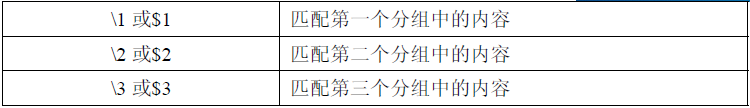 \1 或$1 匹配第一个分组中的内容
\2 或$2 匹配第二个分组中的内容
\3 或$3 匹配第三个分组中的内容